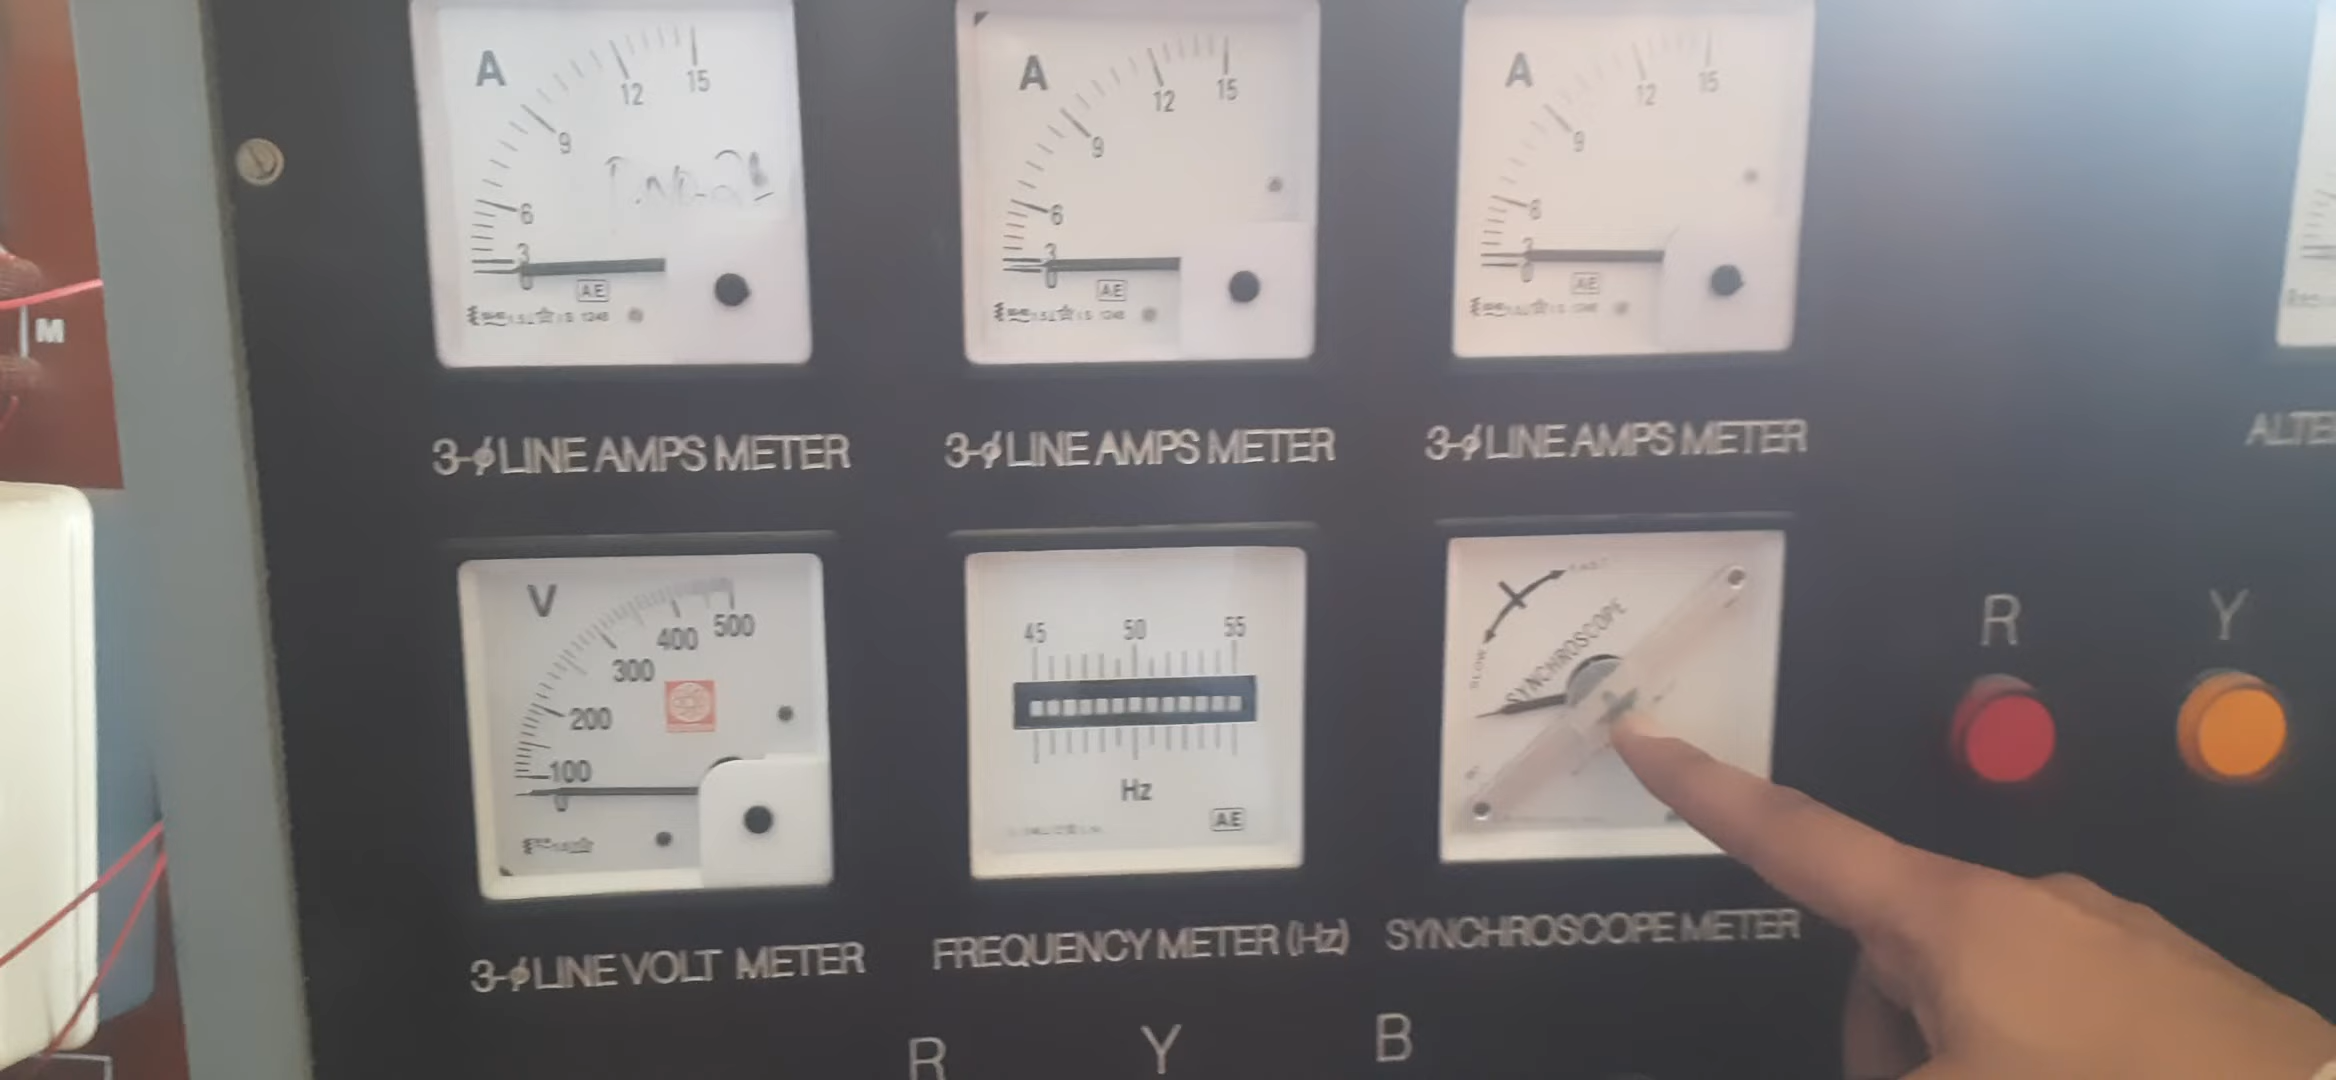 A
12
15
9
6
3
0
AE
A
12
15
9
6
3
0
AE
A
12
15
9
6
3
0
AE
M
3-ϕ LINE AMPS METER
3-ϕ LINE AMPS METER
3-ϕ LINE AMPS METER
ALTE
V
500
400
300
200
100
0
45 50 55
Hz
AE
SLOW
SYNCHROSCOPE
R
Y
3-ϕ LINE VOLT METER
FREQUENCY METER (Hz)
SYNCHROSCOPE METER
R Y B